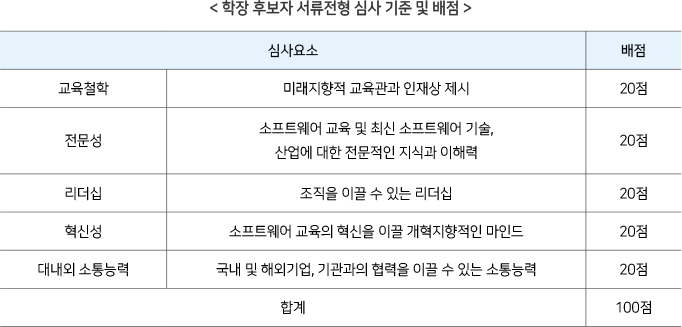 < 학장 후보자 서류전형 심사 기준 및 배점 >
심사요소 배점
교육철학 미래지향적 교육관과 인재상 제시 20점
전문성 소프트웨어 교육 및 최신 소프트웨어 기술,
산업에 대한 전문적인 지식과 이해력 20점
리더십 조직을 이끌 수 있는 리더십 20점
혁신성 소프트웨어 교육의 혁신을 이끌 개혁지향적인 마인드 20점
대내외 소통능력 국내 및 해외기업, 기관과의 협력을 이끌 수 있는 소통능력 20점
합계 100점